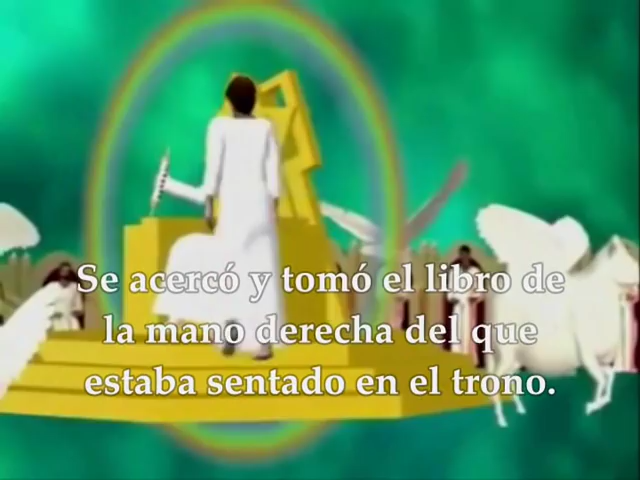 Se acercó y tomó el libro de
la mano derecha del que
estaba sentado en el trono.